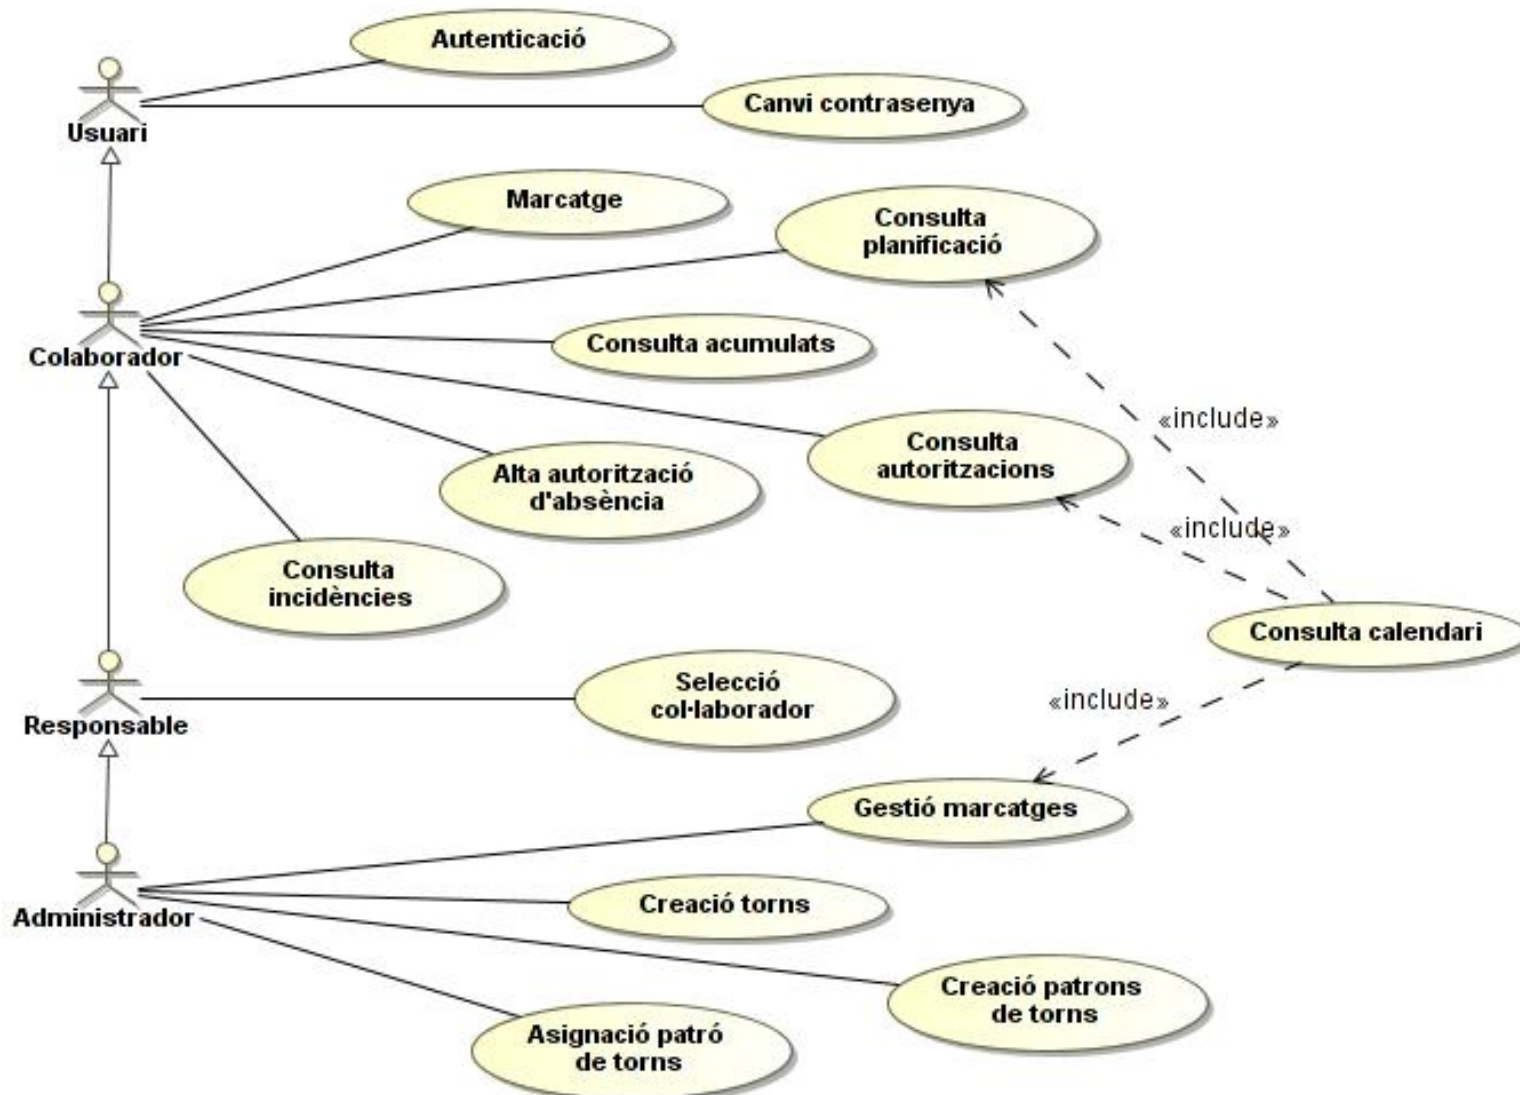 Autenticació
Canvi contrasenya
Usuari
Marcatge
Consulta
planificació
Consulta acumulats
Colaborador
«include»
Consulta
autoritzacions
Alta autorització
d'absència
«include»
Consulta
incidències
Consulta calendari
Selecció
col·laborador
«include»
Responsable
Gestió marcatges
Creació torns
Administrador
Creació patrons
de torns
Asignació patró
de torns